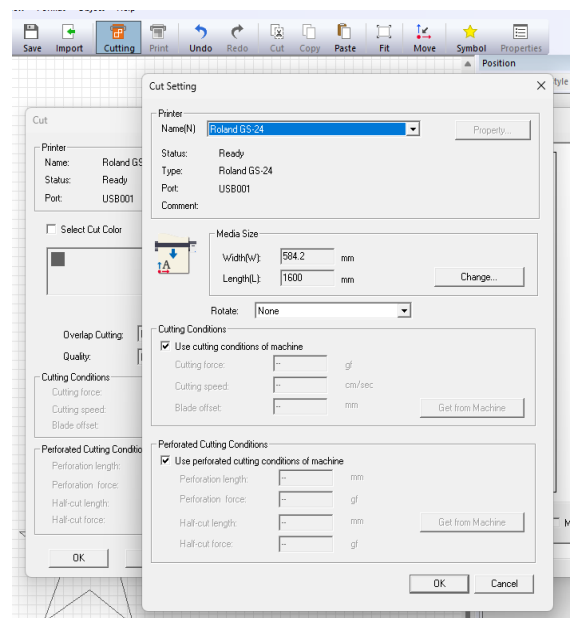 Save Import Cutting Print Undo Redo Cut Copy Paste Fit Move Symbol Properties
Position
tyle
Cut
Printer
Name: Roland GS
Status: Ready
Port: USB001
Select Cut Color
Overlap Cutting:
Quality:
Cutting Conditions
Cutting force:
Cutting speed:
Blade offset:
Perforated Cutting Conditio
Perforation length:
Perforation force:
Half-cut length:
Half-cut force:
OK
Cut Setting
Printer
Name(N) Roland GS-24
Property...
Status: Ready
Type: Roland GS-24
Port: USB001
Comment:
Media Size
Width(W): 584.2 mm
Length(L): 1600 mm
Change...
Rotate: None
Cutting Conditions
Use cutting conditions of machine
Cutting force: -- gf
Cutting speed: -- cm/sec
Blade offset: -- mm
Get from Machine
Perforated Cutting Conditions
Use perforated cutting conditions of machine
Perforation length: -- mm
Perforation force: -- gf
Half-cut length: -- mm
Get from Machine
Half-cut force: -- gf
OK Cancel
M